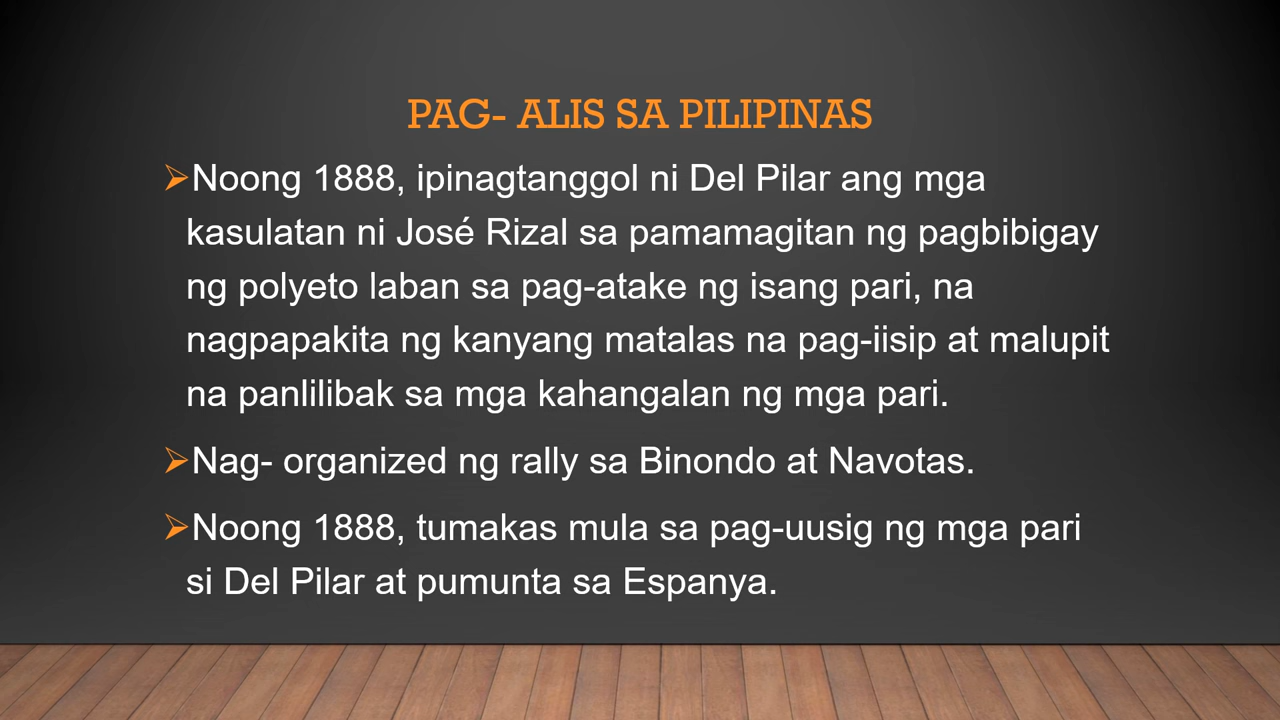 PAG- ALIS SA PILIPINAS
➢Noong 1888, ipinagtanggol ni Del Pilar ang mga
kasulatan ni José Rizal sa pamamagitan ng pagbibigay
ng polyeto laban sa pag-atake ng isang pari, na
nagpapakita ng kanyang matalas na pag-iisip at malupit
na panlilibak sa mga kahangalan ng mga pari.
➢Nag- organized ng rally sa Binondo at Navotas.
➢Noong 1888, tumakas mula sa pag-uusig ng mga pari
si Del Pilar at pumunta sa Espanya.